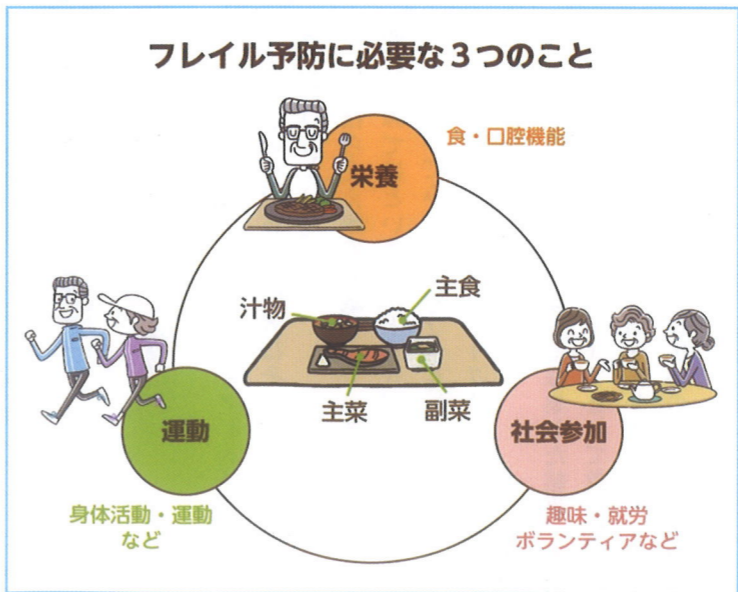 フレイル予防に必要な3つのこと
食・口腔機能
栄養
汁物
主食
主菜
副菜
運動
社会参加
身体活動・運動
など
趣味・就労
ボランティアなど